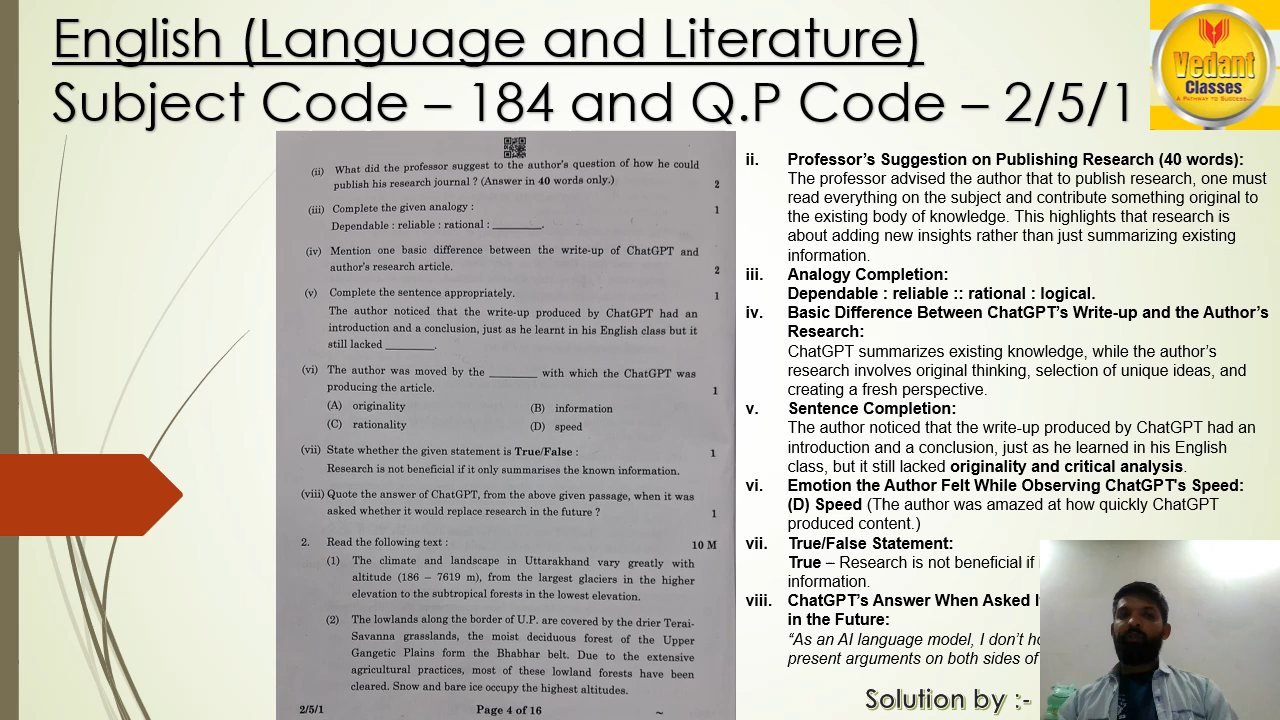 English (Language and Literature)
Subject Code – 184 and Q.P Code – 2/5/1
Vedant
Classes
A PATHWAY TO SUCCESS....
(ii) What did the professor suggest to the author's question of how he could
publish his research journal ? (Answer in 40 words only.) 2
(iii) Complete the given analogy : 1
Dependable : reliable : rational : ________.
(iv) Mention one basic difference between the write-up of ChatGPT and
author's research article. 2
(v) Complete the sentence appropriately. 1
The author noticed that the write-up produced by ChatGPT had an
introduction and a conclusion, just as he learnt in his English class but it
still lacked ________.
(vi) The author was moved by the ________ with which the ChatGPT was
producing the article. 1
(A) originality (B) information
(C) rationality (D) speed
(vii) State whether the given statement is True/False : 1
Research is not beneficial if it only summarises the known information.
(viii) Quote the answer of ChatGPT, from the above given passage, when it was
asked whether it would replace research in the future ? 1
2. Read the following text : 10 M
(1) The climate and landscape in Uttarakhand vary greatly with
altitude (186 – 7619 m), from the largest glaciers in the higher
elevation to the subtropical forests in the lowest elevation.
(2) The lowlands along the border of U.P. are covered by the drier Terai-
Savanna grasslands, the moist deciduous forest of the Upper
Gangetic Plains form the Bhabhar belt. Due to the extensive
agricultural practices, most of these lowland forests have been
cleared. Snow and bare ice occupy the highest altitudes.
2/5/1 Page 4 of 16 ~
ii. Professor's Suggestion on Publishing Research (40 words):
The professor advised the author that to publish research, one must
read everything on the subject and contribute something original to
the existing body of knowledge. This highlights that research is
about adding new insights rather than just summarizing existing
information.
iii. Analogy Completion:
Dependable : reliable :: rational : logical.
iv. Basic Difference Between ChatGPT's Write-up and the Author's
Research:
ChatGPT summarizes existing knowledge, while the author's
research involves original thinking, selection of unique ideas, and
creating a fresh perspective.
v. Sentence Completion:
The author noticed that the write-up produced by ChatGPT had an
introduction and a conclusion, just as he learned in his English
class, but it still lacked originality and critical analysis.
vi. Emotion the Author Felt While Observing ChatGPT's Speed:
(D) Speed (The author was amazed at how quickly ChatGPT
produced content.)
vii. True/False Statement:
True – Research is not beneficial if
information.
viii. ChatGPT's Answer When Asked
in the Future:
“As an AI language model, I don't
present arguments on both sides of
Solution by :-